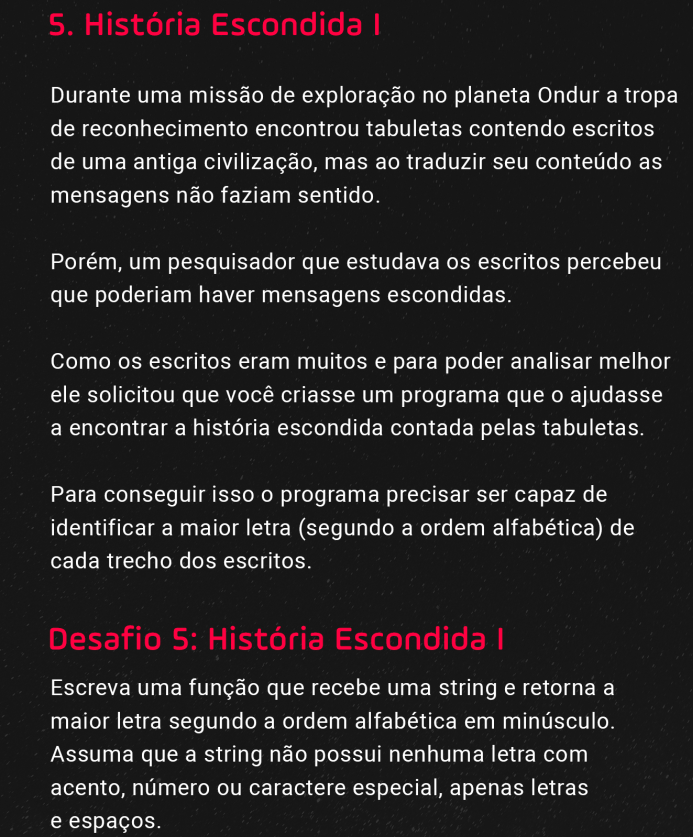 5. História Escondida I
Durante uma missão de exploração no planeta Ondur a tropa
de reconhecimento encontrou tabuletas contendo escritos
de uma antiga civilização, mas ao traduzir seu conteúdo as
mensagens não faziam sentido.
Porém, um pesquisador que estudava os escritos percebeu
que poderiam haver mensagens escondidas.
Como os escritos eram muitos e para poder analisar melhor
ele solicitou que você criasse um programa que o ajudasse
a encontrar a história escondida contada pelas tabuletas.
Para conseguir isso o programa precisar ser capaz de
identificar a maior letra (segundo a ordem alfabética) de
cada trecho dos escritos.
Desafio 5: História Escondida I
Escreva uma função que recebe uma string e retorna a
maior letra segundo a ordem alfabética em minúsculo.
Assuma que a string não possui nenhuma letra com
acento, número ou caractere especial, apenas letras
e espaços.